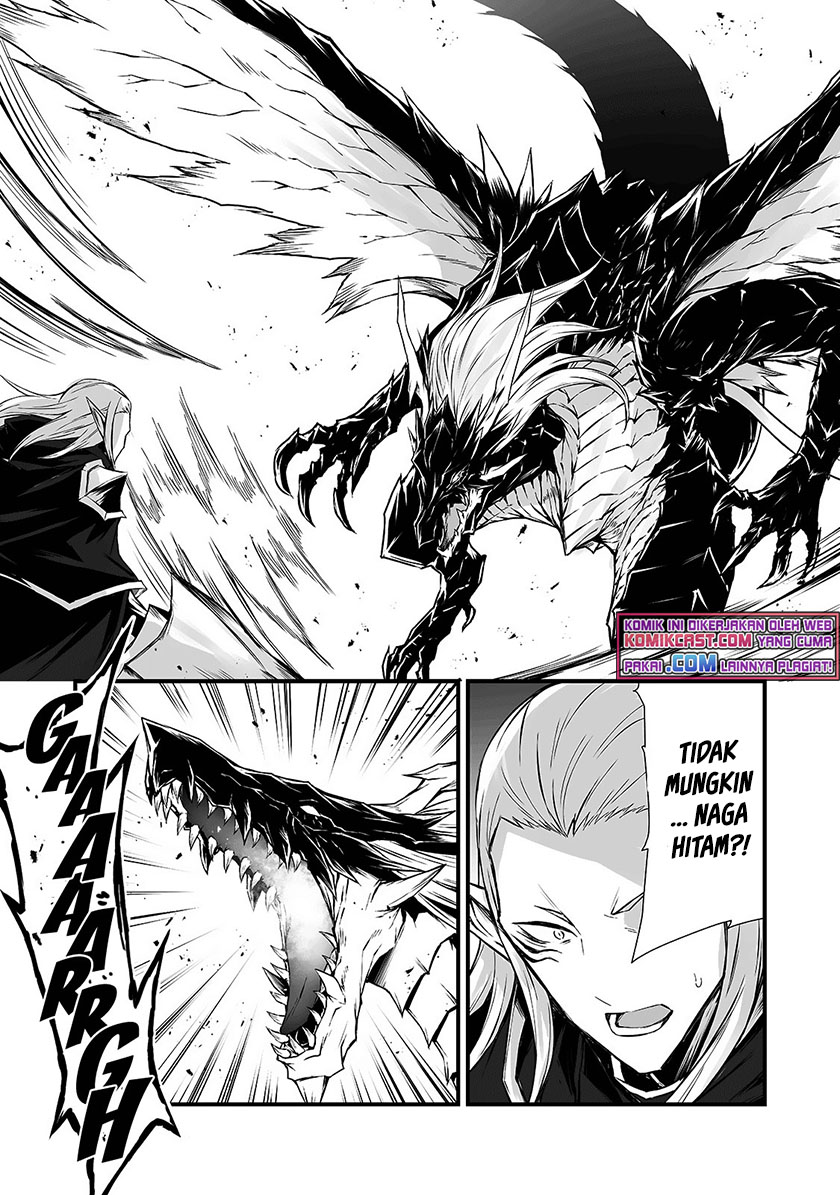 KOMIK INI DIKERJAKAN OLEH WEB
KOMIKCAST.COM YANG CUMA
PAKAI .COM LAINNYA PLAGIAT!
TIDAK
MUNGKIN
... NAGA
HITAM?!
GAAAAARRGH